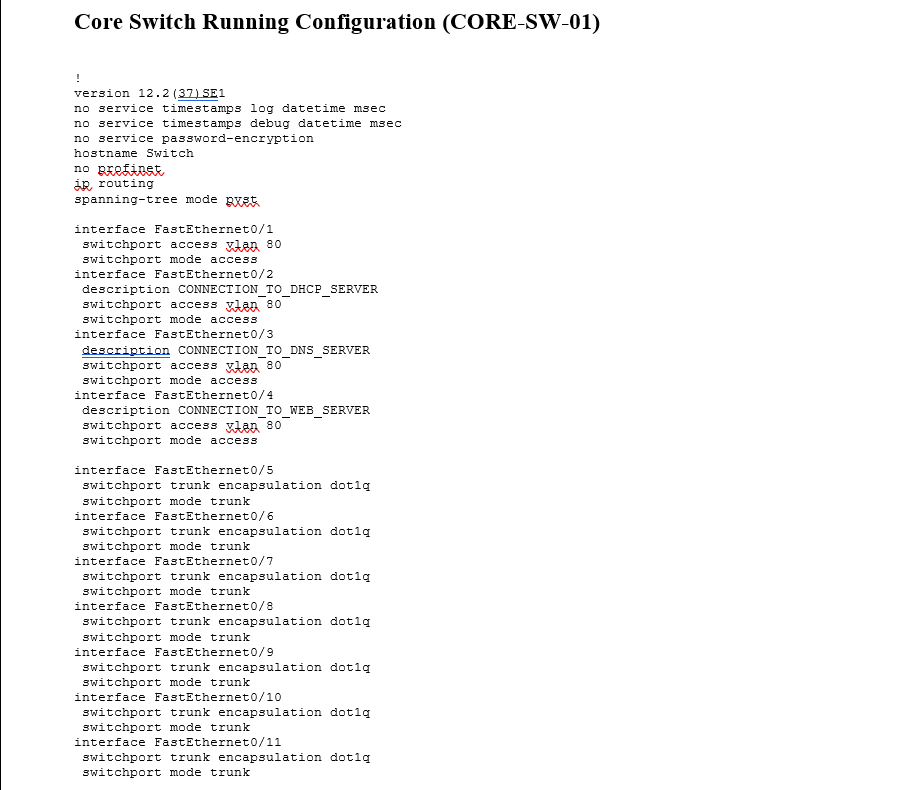 Core Switch Running Configuration (CORE-SW-01)
!
version 12.2(37)SE1
no service timestamps log datetime msec
no service timestamps debug datetime msec
no service password-encryption
hostname Switch
no profinet
ip routing
spanning-tree mode pvst
interface FastEthernet0/1
 switchport access vlan 80
 switchport mode access
interface FastEthernet0/2
 description CONNECTION_TO_DHCP_SERVER
 switchport access vlan 80
 switchport mode access
interface FastEthernet0/3
 description CONNECTION_TO_DNS_SERVER
 switchport access vlan 80
 switchport mode access
interface FastEthernet0/4
 description CONNECTION_TO_WEB_SERVER
 switchport access vlan 80
 switchport mode access
interface FastEthernet0/5
 switchport trunk encapsulation dot1q
 switchport mode trunk
interface FastEthernet0/6
 switchport trunk encapsulation dot1q
 switchport mode trunk
interface FastEthernet0/7
 switchport trunk encapsulation dot1q
 switchport mode trunk
interface FastEthernet0/8
 switchport trunk encapsulation dot1q
 switchport mode trunk
interface FastEthernet0/9
 switchport trunk encapsulation dot1q
 switchport mode trunk
interface FastEthernet0/10
 switchport trunk encapsulation dot1q
 switchport mode trunk
interface FastEthernet0/11
 switchport trunk encapsulation dot1q
 switchport mode trunk